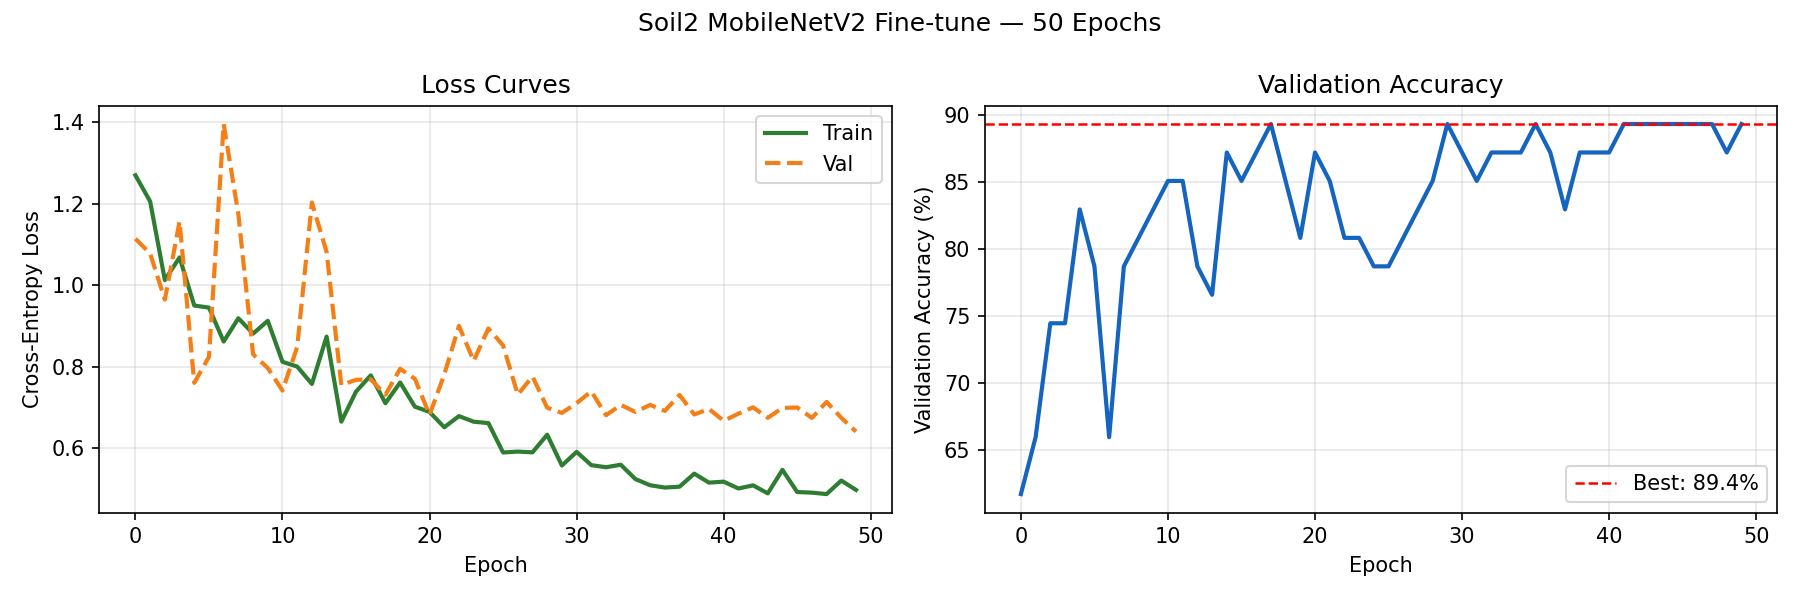 Soil2 MobileNetV2 Fine-tune — 50 Epochs
Loss Curves
Cross-Entropy Loss
1.4
1.2
1.0
0.8
0.6
Train
Val
0 10 20 30 40 50
Epoch
Validation Accuracy
Validation Accuracy (%)
90
85
80
75
70
65
Best: 89.4%
0 10 20 30 40 50
Epoch